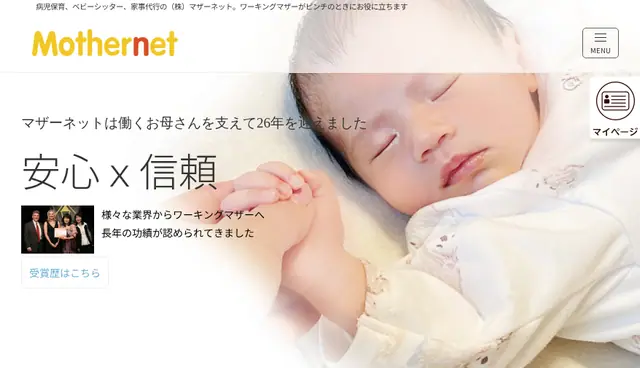 病児保育、ベビーシッター、家事代行の（株）マザーネット。ワーキングマザーがピンチのときにお役に立ちます
Mothernet
MENU
マイページ
マザーネットは働くお母さんを支えて26年を迎えました
安心 x 信頼
様々な業界からワーキングマザーへ
長年の功績が認められてきました
受賞歴はこちら